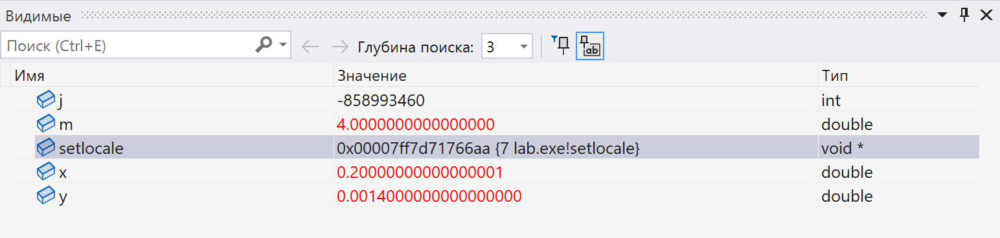 Видимые
Поиск (Ctrl+E) Глубина поиска: 3
Имя Значение Тип
j -858993460 int
m 4.0000000000000000 double
setlocale 0x00007ff7d71766aa {7 lab.exe!setlocale} void *
x 0.20000000000000001 double
y 0.0014000000000000000 double